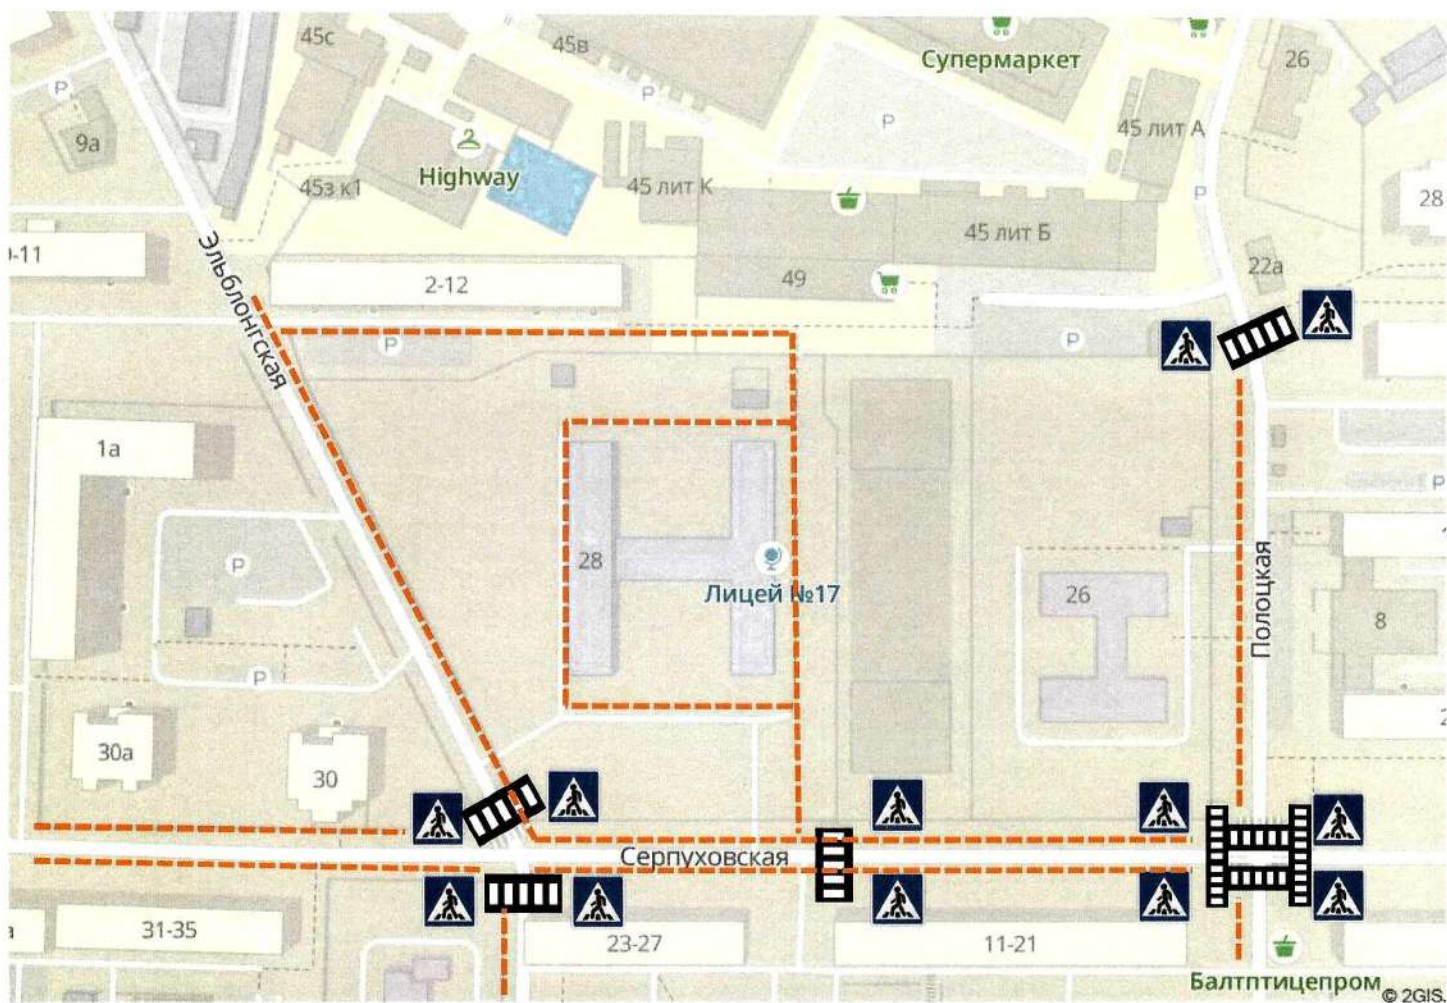 45с
45в
Супермаркет
26
P
9а
P
P
45 лит А
Highway
45з к1
45 лит К
P
28
45 лит Б
0-11
Эльблонгская
2-12
49
22а
P
P
1а
P
28
P
Лицей №17
26
Полоцкая
8
P
30а
30
Серпуховская
31-35
23-27
11-21
Балтптицепром
© 2GIS